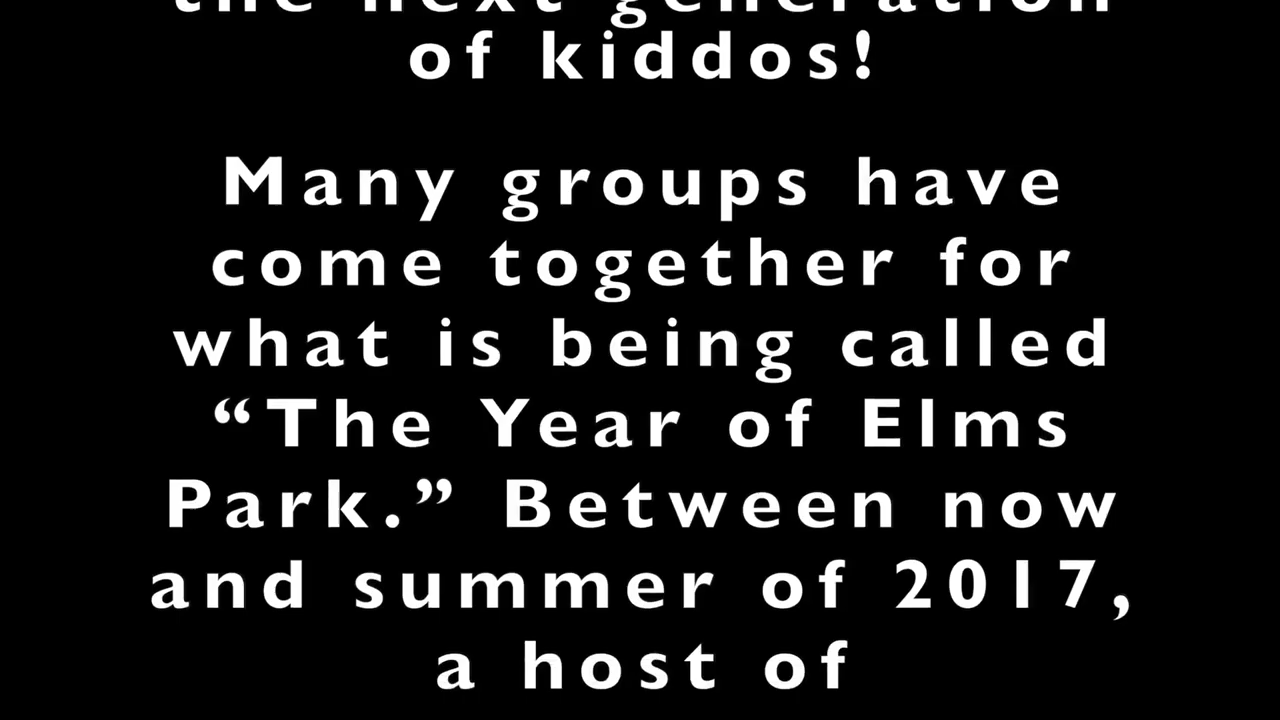 the next generation
of kiddos!
Many groups have
come together for
what is being called
“The Year of Elms
Park.” Between now
and summer of 2017,
a host of